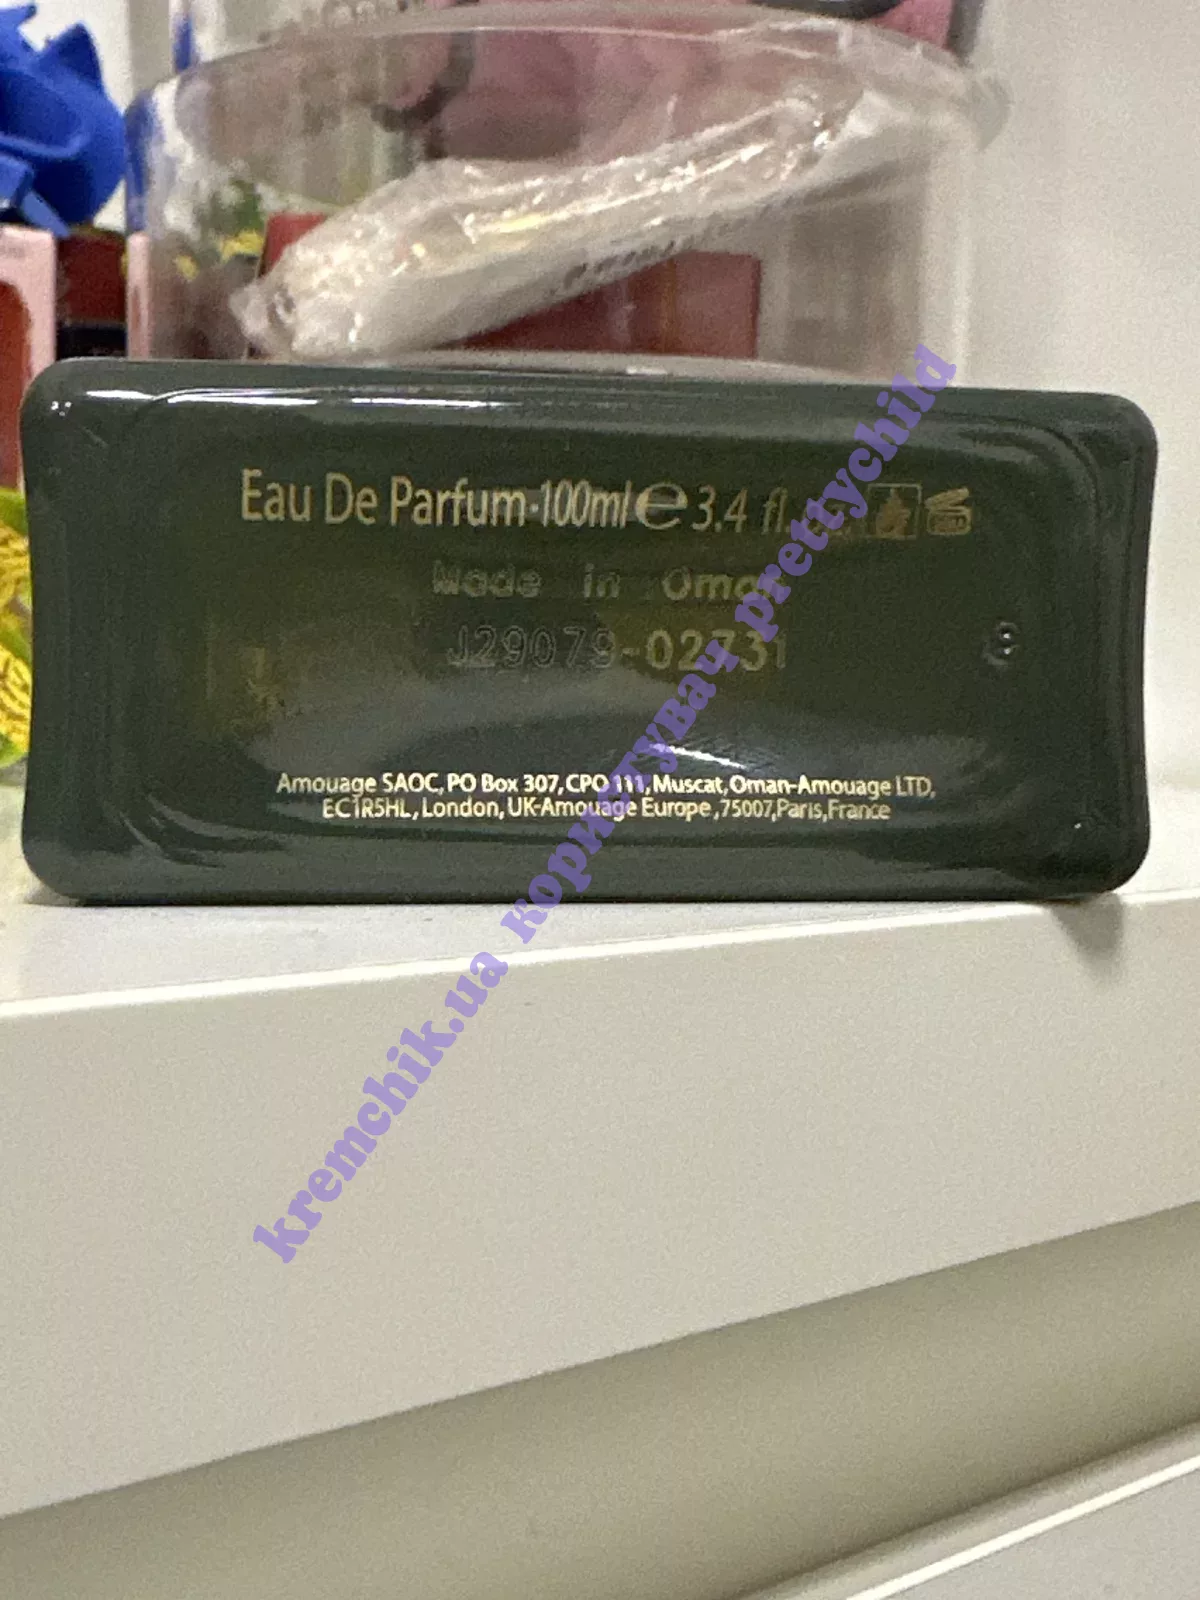 Eau De Parfum·100ml ℮ 3.4 fl.
Made in Oman
J29079-02731
Amouage SAOC, PO Box 307, CPO 111, Muscat, Oman-Amouage LTD,
EC1R5HL, London, UK-Amouage Europe ,75007,Paris,France
kremchik.ua користувач prettychild